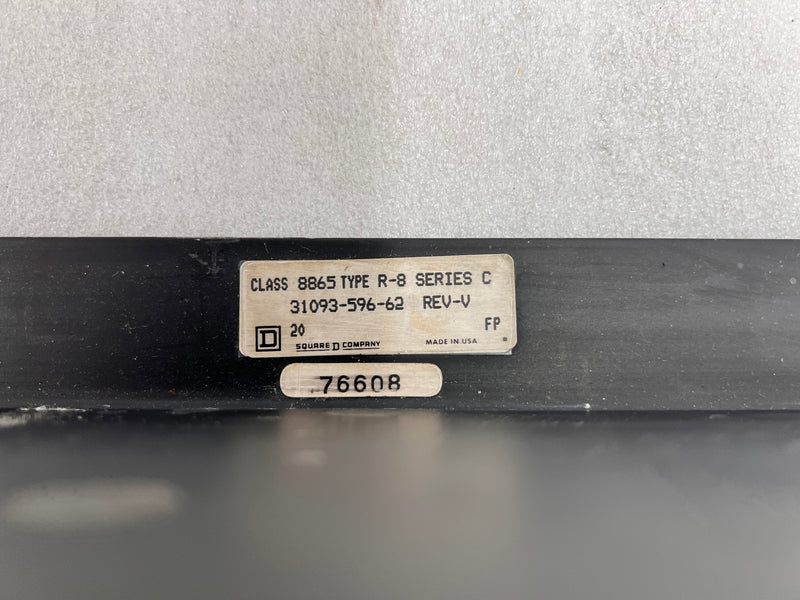 CLASS 8865 TYPE R-8 SERIES C
31093-596-62 REV-V
D 20 FP
SQUARE D COMPANY MADE IN USA
76608